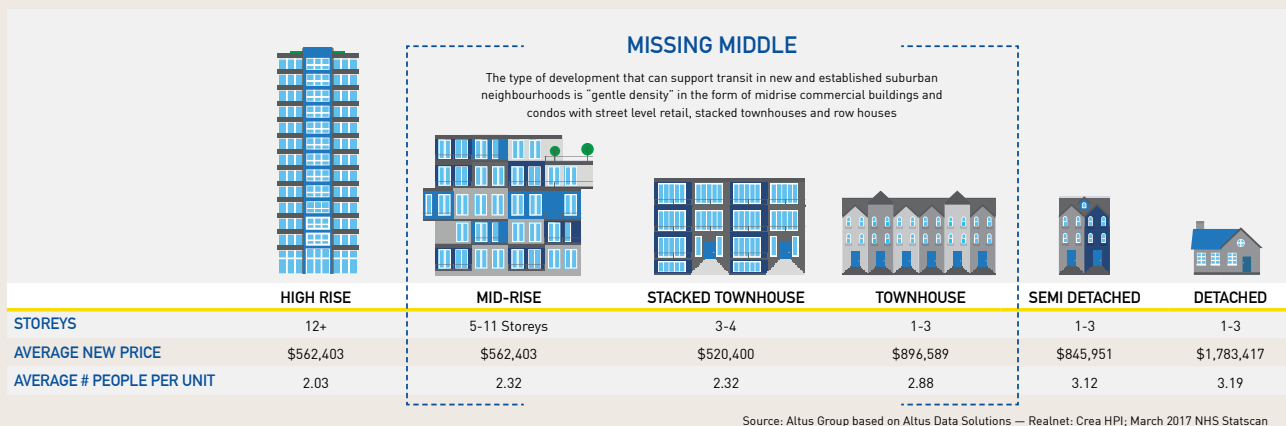 MISSING MIDDLE
The type of development that can support transit in new and established suburban
neighbourhoods is “gentle density” in the form of midrise commercial buildings and
condos with street level retail, stacked townhouses and row houses
HIGH RISE MID-RISE STACKED TOWNHOUSE TOWNHOUSE SEMI DETACHED DETACHED
STOREYS 12+ 5-11 Storeys 3-4 1-3 1-3 1-3
AVERAGE NEW PRICE $562,403 $562,403 $520,400 $896,589 $845,951 $1,783,417
AVERAGE # PEOPLE PER UNIT 2.03 2.32 2.32 2.88 3.12 3.19
Source: Altus Group based on Altus Data Solutions — Realnet: Crea HPI; March 2017 NHS Statscan